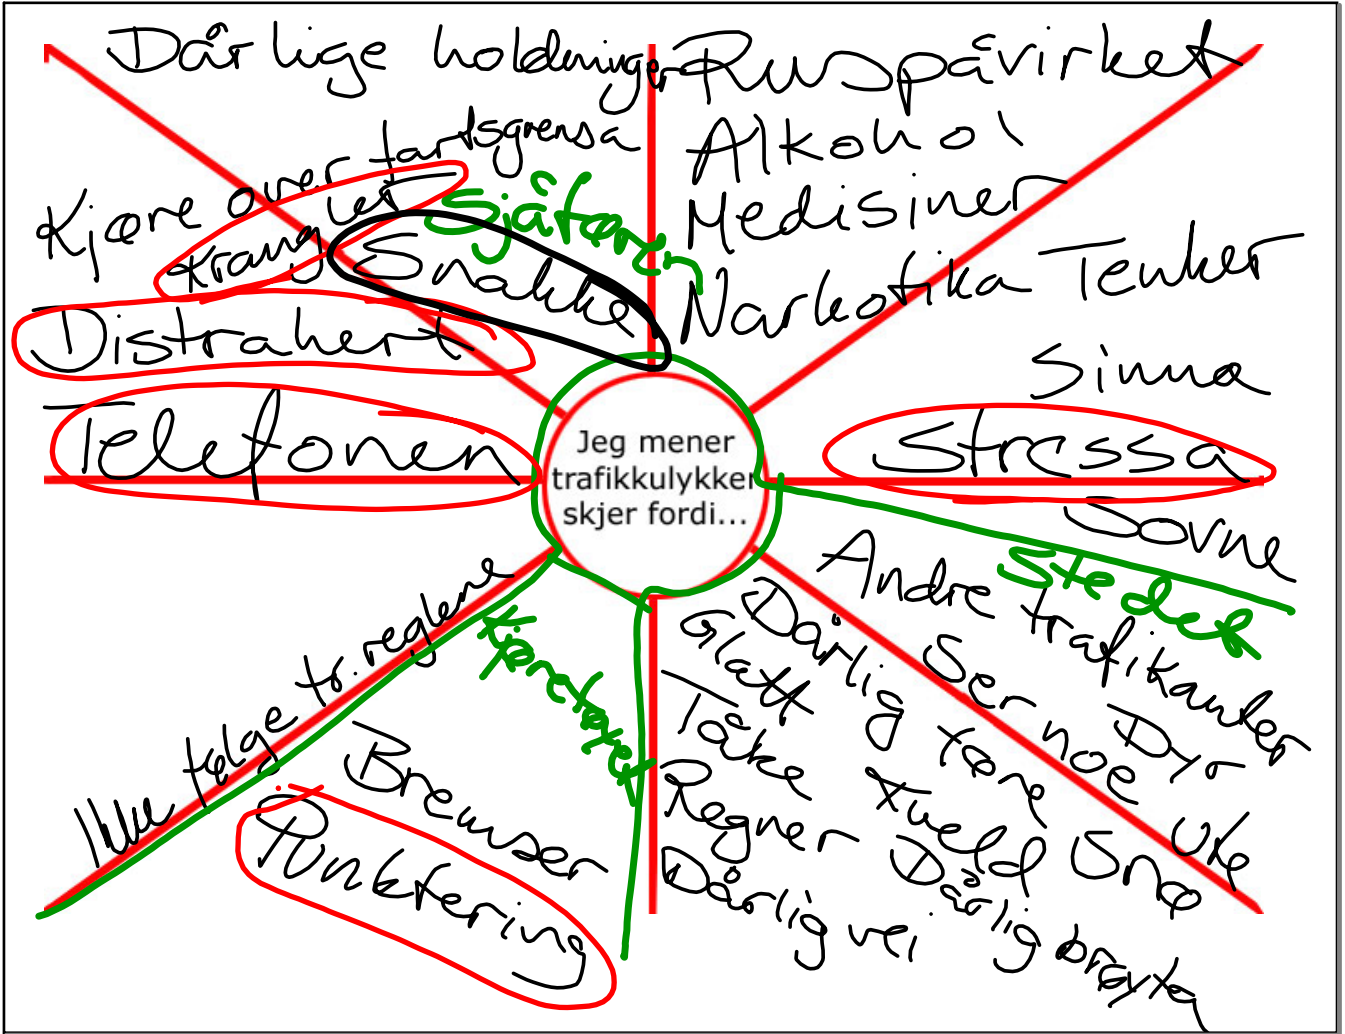 Dårlige holdninger
Ruspåvirket
Kjøre over fartsgrensa
Alkohol
Kranglet
Sjåføren
Medisiner
Snakke
Narkotika
Tenker
Distrahert
Sinna
Telefonen
Jeg mener
trafikkulykker
skjer fordi...
Stressa
Sovne
Stedet
Andre trafikanter
Ser noe
Dyr
ute
Dårlig føre
Glatt
Tåke
Kveld
Snø
Regner
Dårlig brøyta
Dårlig vei
Ikke følge tr. reglene
Kjøretøyet
Bremser
Punktering